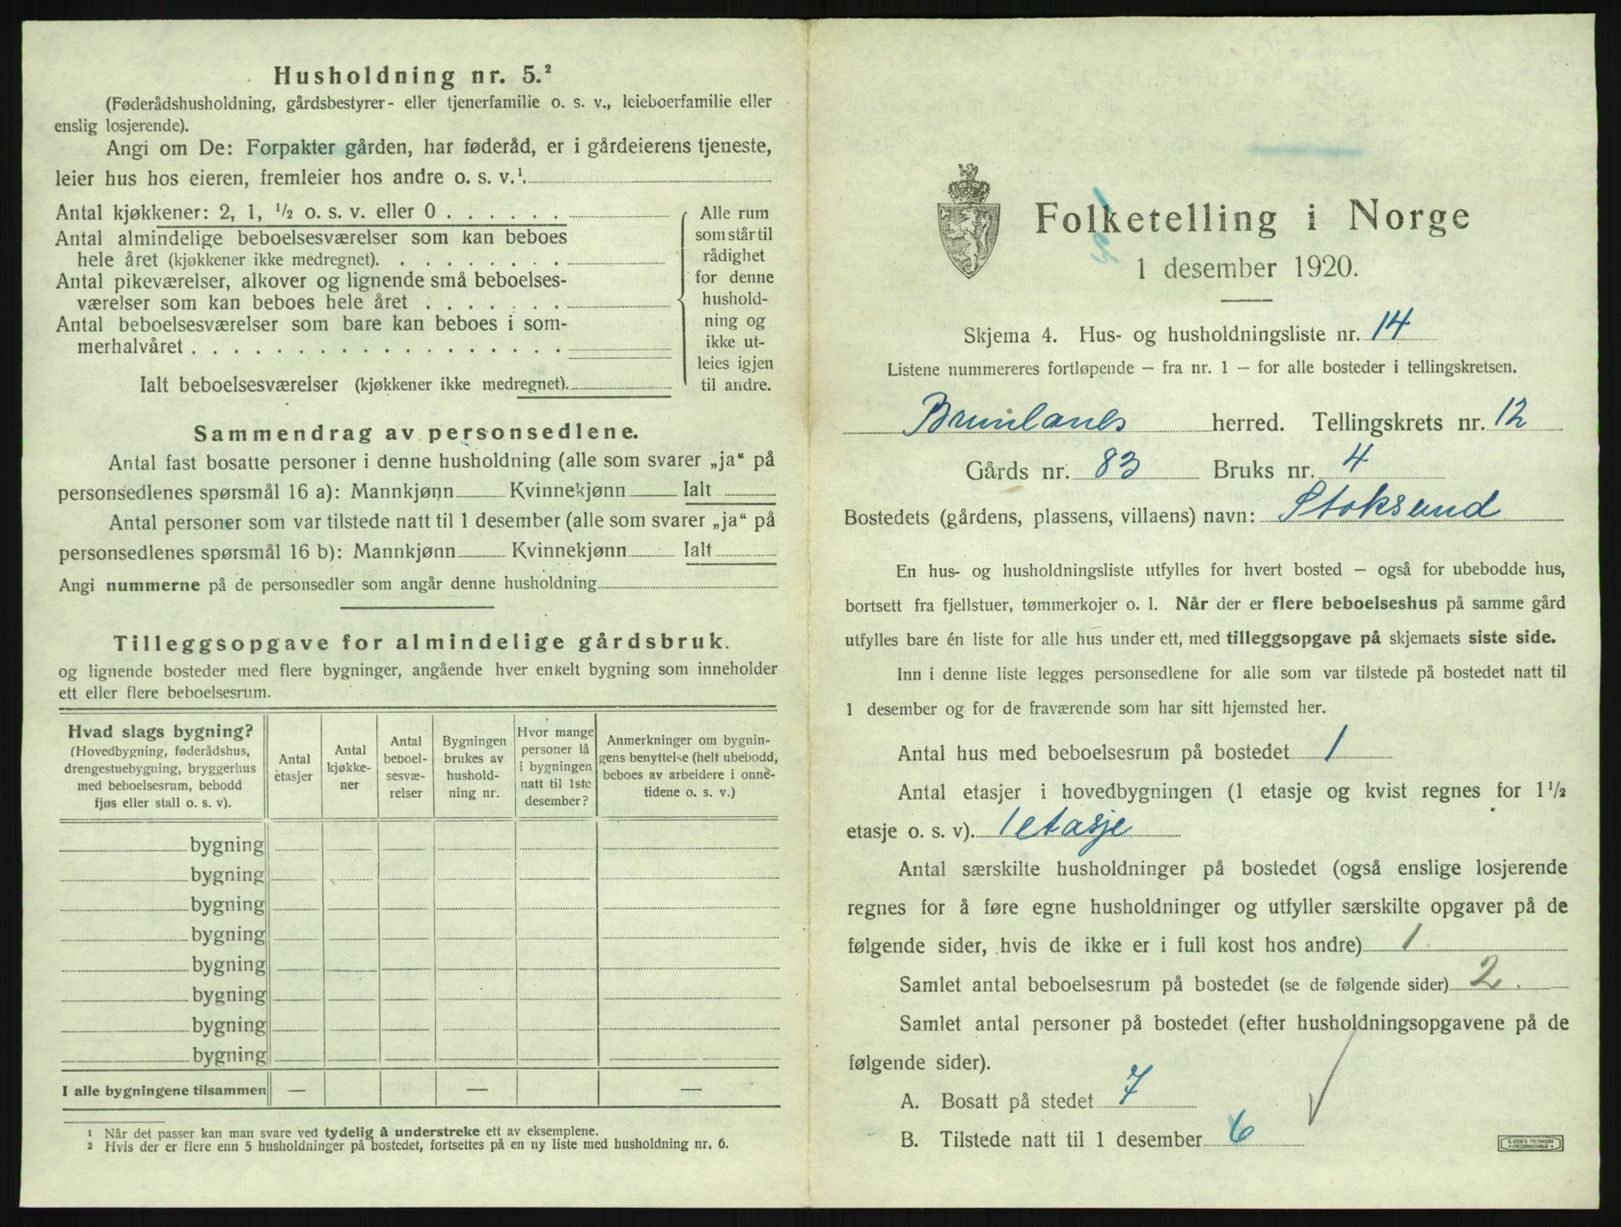 Husholdning nr. 5.²
(Føderådshusholdning, gårdsbestyrer- eller tjenerfamilie o. s. v., leieboerfamilie eller
enslig losjerende).
Angi om De: Forpakter gården, har føderåd, er i gårdeierens tjeneste,
leier hus hos eieren, fremleier hos andre o. s. v.¹.
Antal kjøkkener: 2, 1, ½ o. s. v. eller 0 . . . . . .
Antal almindelige beboelsesværelser som kan beboes
hele året (kjøkkener ikke medregnet). . . . . . . . .
Antal pikeværelser, alkover og lignende små beboelses-
værelser som kan beboes hele året . . . . . . .
Antal beboelsesværelser som bare kan beboes i som-
merhalvåret . . . . . . . . . . . . . . . . . .
Ialt beboelsesværelser (kjøkkener ikke medregnet).
Alle rum
som står til
rådighet
for denne
hushold-
ning og
ikke ut-
leies igjen
til andre.
Sammendrag av personsedlene.
Antal fast bosatte personer i denne husholdning (alle som svarer „ja“ på
personsedlenes spørsmål 16 a): Mannkjønn Kvinnekjønn Ialt
Antal personer som var tilstede natt til 1 desember (alle som svarer „ja“ på
personsedlenes spørsmål 16 b): Mannkjønn Kvinnekjønn Ialt
Angi nummerne på de personsedler som angår denne husholdning
Tilleggsopgave for almindelige gårdsbruk.
og lignende bosteder med flere bygninger, angående hver enkelt bygning som inneholder
ett eller flere beboelsesrum.
Hvad slags bygning?
(Hovedbygning, føderådshus,
drengestuebygning, bryggerhus
med beboelsesrum, bebodd
fjøs eller stall o. s. v).
Antal
etasjer
Antal
kjøkke-
ner
Antal
beboel-
sesvæ-
relser
Bygningen
brukes av
hushold-
ning nr.
Hvor mange
personer lå
i bygningen
natt til 1ste
desember?
Anmerkninger om bygnin-
gens benyttelse (helt ubebodd,
beboes av arbeidere i onne-
tidene o. s. v.)
bygning
bygning
bygning
bygning
bygning
bygning
bygning
bygning
I alle bygningene tilsammen — — —
¹ Når det passer kan man svare ved tydelig å understreke ett av eksemplene.
² Hvis der er flere enn 5 husholdninger på bostedet, fortsettes på en ny liste med husholdning nr. 6.
Folketelling i Norge
1 desember 1920.
Skjema 4. Hus- og husholdningsliste nr. 14
Listene nummereres fortløpende — fra nr. 1 — for alle bosteder i tellingskretsen.
Brunlanes herred. Tellingskrets nr. 12
Gårds nr. 83 Bruks nr. 4
Bostedets (gårdens, plassens, villaens) navn: Stoksund
En hus- og husholdningsliste utfylles for hvert bosted — også for ubebodde hus,
bortsett fra fjellstuer, tømmerkojer o. l. Når der er flere beboelseshus på samme gård
utfylles bare én liste for alle hus under ett, med tilleggsopgave på skjemaets siste side.
Inn i denne liste legges personsedlene for alle som var tilstede på bostedet natt til
1 desember og for de fraværende som har sitt hjemsted her.
Antal hus med beboelsesrum på bostedet 1
Antal etasjer i hovedbygningen (1 etasje og kvist regnes for 1½
etasje o. s. v). 1 etasje
Antal særskilte husholdninger på bostedet (også enslige losjerende
regnes for å føre egne husholdninger og utfyller særskilte opgaver på de
følgende sider, hvis de ikke er i full kost hos andre) 1
Samlet antal beboelsesrum på bostedet (se de følgende sider) 2
Samlet antal personer på bostedet (efter husholdningsopgavene på de
følgende sider).
A. Bosatt på stedet 7
B. Tilstede natt til 1 desember 6